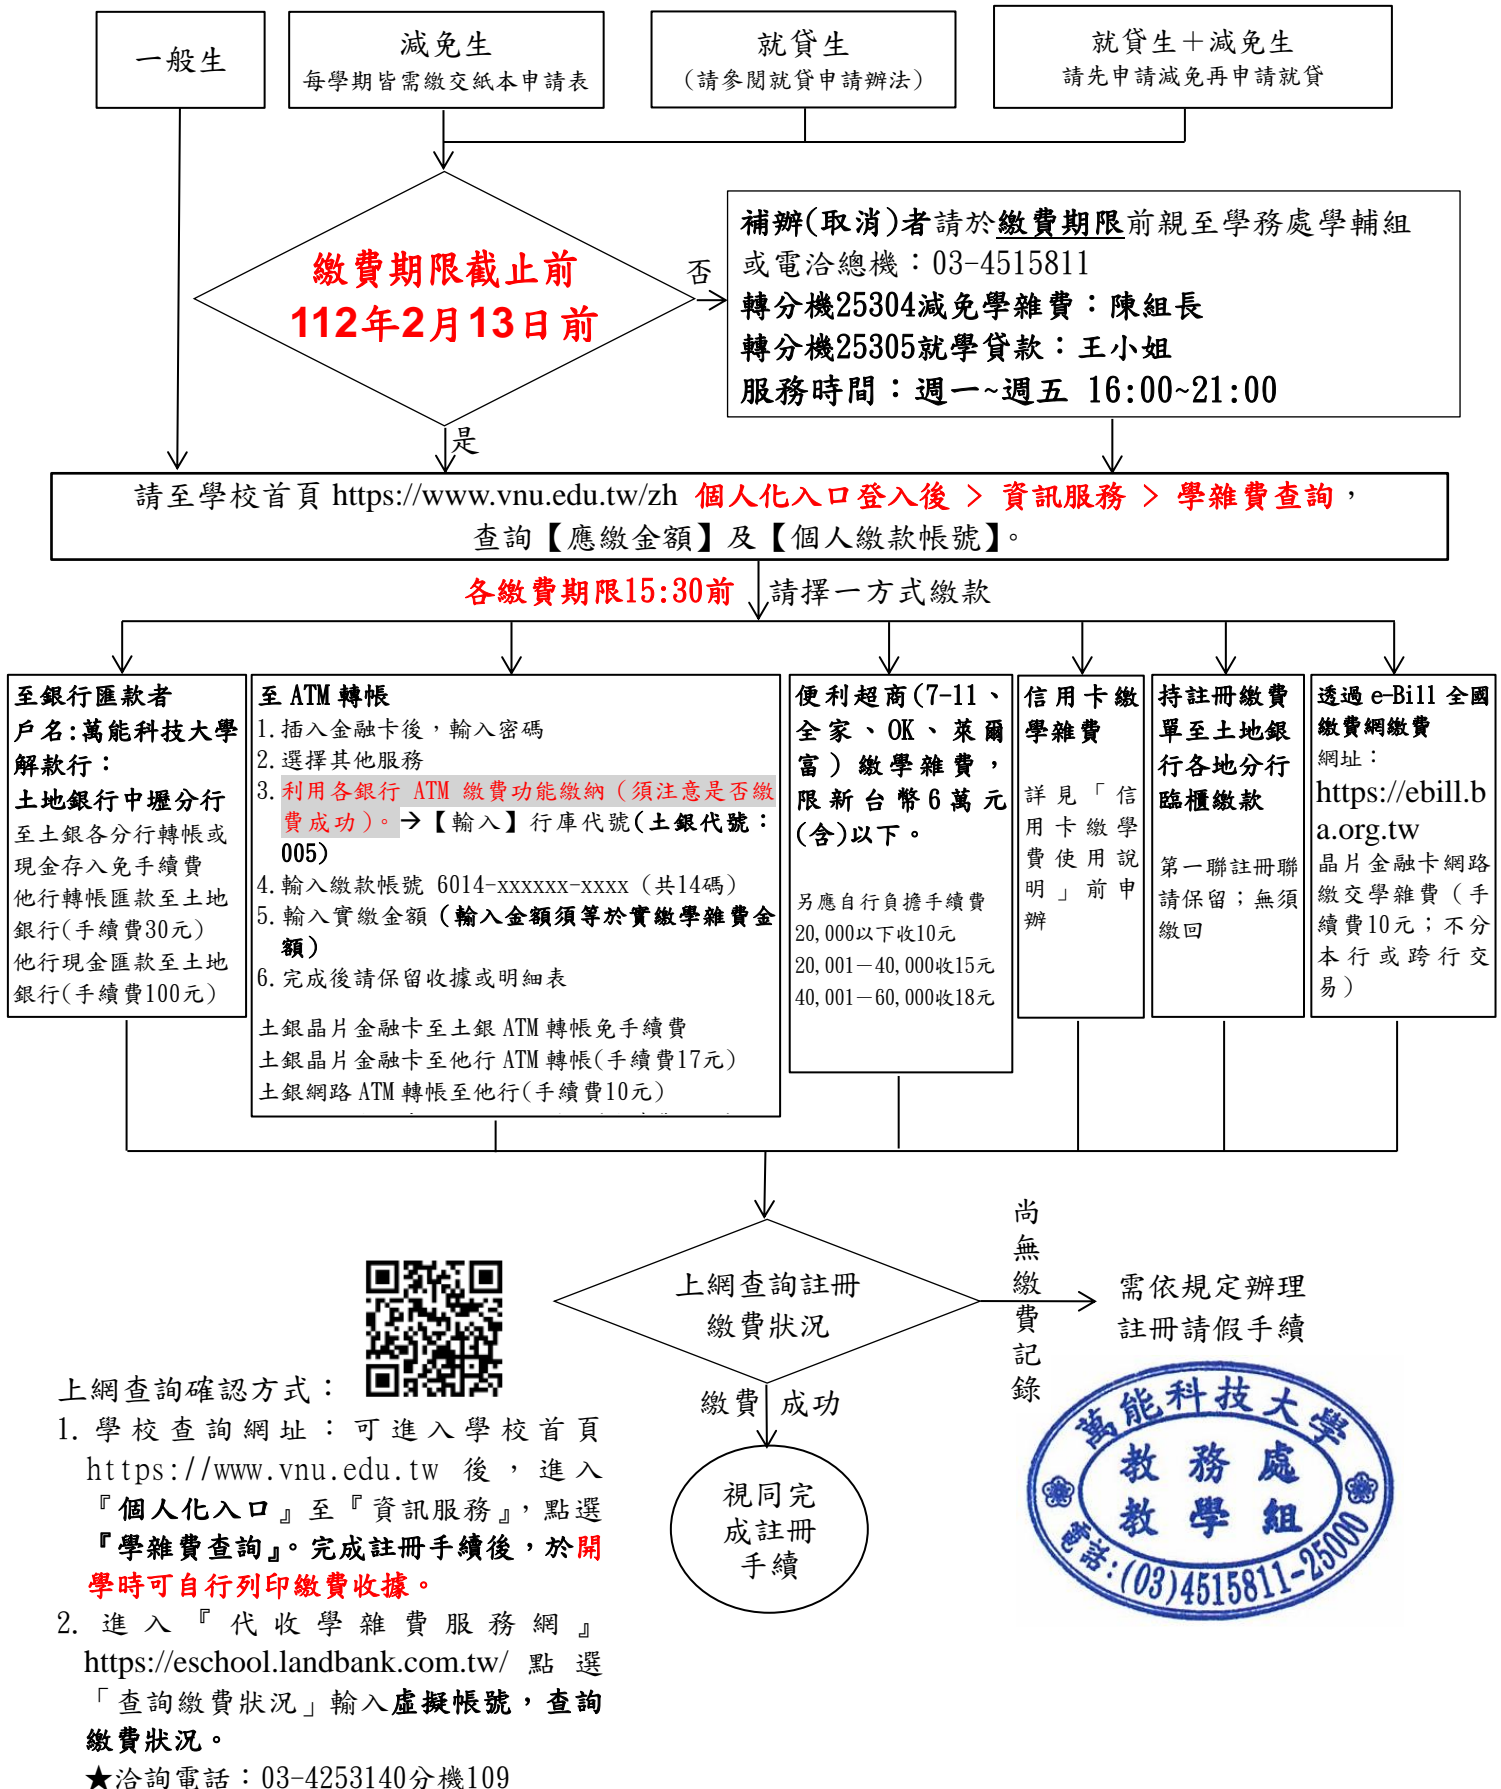 一般生
減免生
每學期皆需繳交紙本申請表
就貸生
(請參閱就貸申請辦法)
就貸生＋減免生
請先申請減免再申請就貸
繳費期限截止前
112年2月13日前
否
是
補辦(取消)者請於繳費期限前親至學務處學輔組
或電洽總機：03-4515811
轉分機25304減免學雜費：陳組長
轉分機25305就學貸款：王小姐
服務時間：週一~週五 16:00~21:00
請至學校首頁 https://www.vnu.edu.tw/zh 個人化入口登入後 > 資訊服務 > 學雜費查詢，
查詢【應繳金額】及【個人繳款帳號】。
各繳費期限15:30前 請擇一方式繳款
至銀行匯款者
戶名:萬能科技大學
解款行：
土地銀行中壢分行
至土銀各分行轉帳或
現金存入免手續費
他行轉帳匯款至土地
銀行(手續費30元)
他行現金匯款至土地
銀行(手續費100元)
至 ATM 轉帳
1.插入金融卡後，輸入密碼
2.選擇其他服務
3.利用各銀行 ATM 繳費功能繳納（須注意是否繳
費成功）。→【輸入】行庫代號(土銀代號：
005)
4.輸入繳款帳號 6014-xxxxxx-xxxx (共14碼)
5.輸入實繳金額（輸入金額須等於實繳學雜費金
額）
6.完成後請保留收據或明細表
土銀晶片金融卡至土銀 ATM 轉帳免手續費
土銀晶片金融卡至他行 ATM 轉帳(手續費17元)
土銀網路 ATM 轉帳至他行(手續費10元)
便利超商(7-11、
全家、OK、萊爾
富）繳學雜費，
限新台幣6萬元
(含)以下。
另應自行負擔手續費
20,000以下收10元
20,001－40,000收15元
40,001－60,000收18元
信用卡繳
學雜費
詳見「信
用卡繳學
費使用說
明」前申
辦
持註冊繳費
單至土地銀
行各地分行
臨櫃繳款
第一聯註冊聯
請保留；無須
繳回
透過 e-Bill 全國
繳費網繳費
網址：
https://ebill.b
a.org.tw
晶片金融卡網路
繳交學雜費（手
續費10元；不分
本行或跨行交
易）
上網查詢註冊
繳費狀況
尚無繳費記錄
需依規定辦理
註冊請假手續
繳費 成功
視同完
成註冊
手續
上網查詢確認方式：
1. 學校查詢網址：可進入學校首頁
https://www.vnu.edu.tw 後，進入
『個人化入口』至『資訊服務』，點選
『學雜費查詢』。完成註冊手續後，於開
學時可自行列印繳費收據。
2. 進入『代收學雜費服務網』
https://eschool.landbank.com.tw/ 點選
「查詢繳費狀況」輸入虛擬帳號，查詢
繳費狀況。
★洽詢電話：03-4253140分機109
萬能科技大學
教務處
教學組
電話:(03)4515811-25000